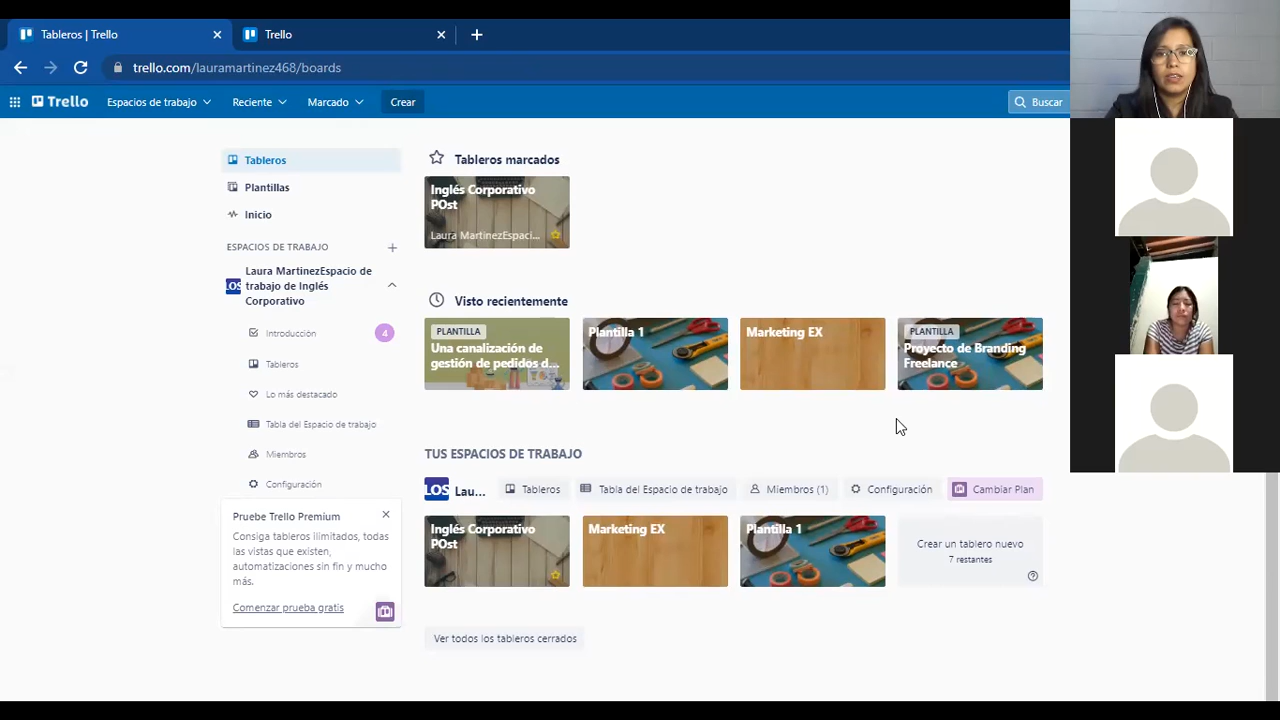 Tableros | Trello
Trello
trello.com/lauramartinez468/boards
Trello
Espacios de trabajo
Reciente
Marcado
Crear
Buscar
Tableros
Plantillas
Inicio
ESPACIOS DE TRABAJO
LOS
Laura MartinezEspacio de
trabajo de Inglés
Corporativo
Introducción
4
Tableros
Lo más destacado
Tabla del Espacio de trabajo
Miembros
Configuración
Pruebe Trello Premium
Consiga tableros ilimitados, todas
las vistas que existen,
automatizaciones sin fin y mucho
más.
Comenzar prueba gratis
Tableros marcados
Inglés Corporativo
POst
Laura MartinezEspaci...
Visto recientemente
PLANTILLA
Una canalización de
gestión de pedidos d...
Plantilla 1
Marketing EX
PLANTILLA
Proyecto de Branding
Freelance
TUS ESPACIOS DE TRABAJO
LOS
Lau...
Tableros
Tabla del Espacio de trabajo
Miembros (1)
Configuración
Cambiar Plan
Inglés Corporativo
POst
Marketing EX
Plantilla 1
Crear un tablero nuevo
7 restantes
Ver todos los tableros cerrados